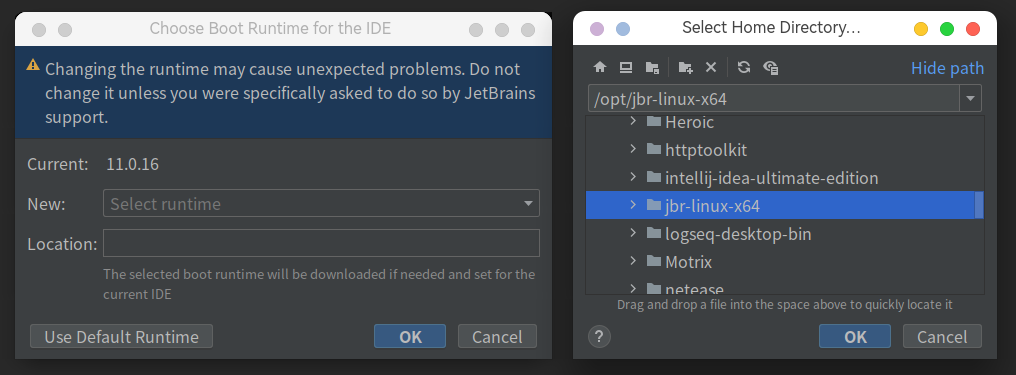 Choose Boot Runtime for the IDE
Changing the runtime may cause unexpected problems. Do not
change it unless you were specifically asked to do so by JetBrains
support.
Current: 11.0.16
New: Select runtime
Location:
The selected boot runtime will be downloaded if needed and set for the
current IDE
Use Default Runtime OK Cancel
Select Home Directory...
Hide path
/opt/jbr-linux-x64
Heroic
httptoolkit
intellij-idea-ultimate-edition
jbr-linux-x64
logseq-desktop-bin
Motrix
netease
Drag and drop a file into the space above to quickly locate it
? OK Cancel